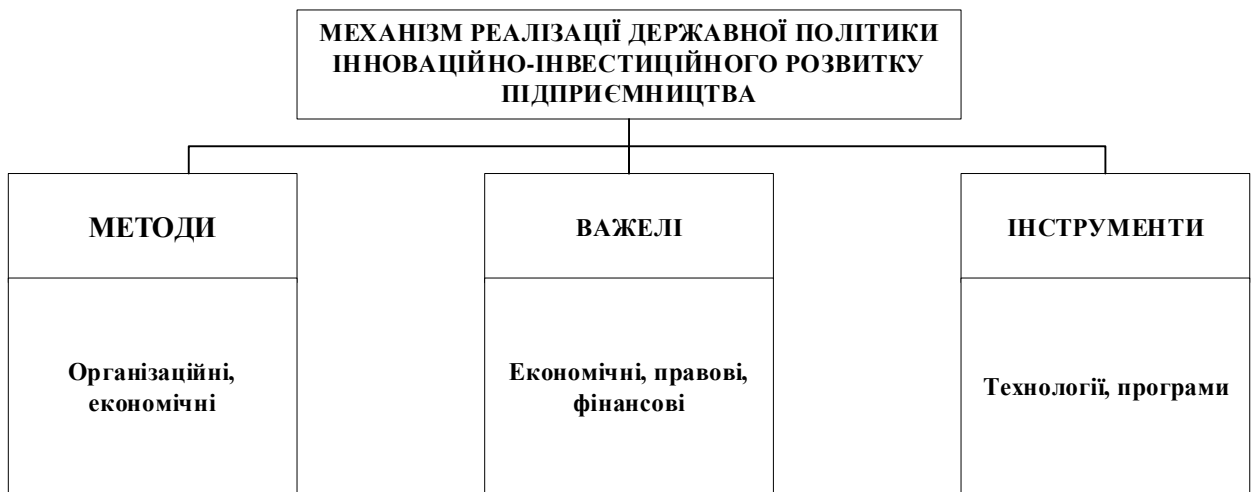 МЕХАНІЗМ РЕАЛІЗАЦІЇ ДЕРЖАВНОЇ ПОЛІТИКИ
ІННОВАЦІЙНО-ІНВЕСТИЦІЙНОГО РОЗВИТКУ
ПІДПРИЄМНИЦТВА
МЕТОДИ
Організаційні,
економічні
ВАЖЕЛІ
Економічні, правові,
фінансові
ІНСТРУМЕНТИ
Технології, програми